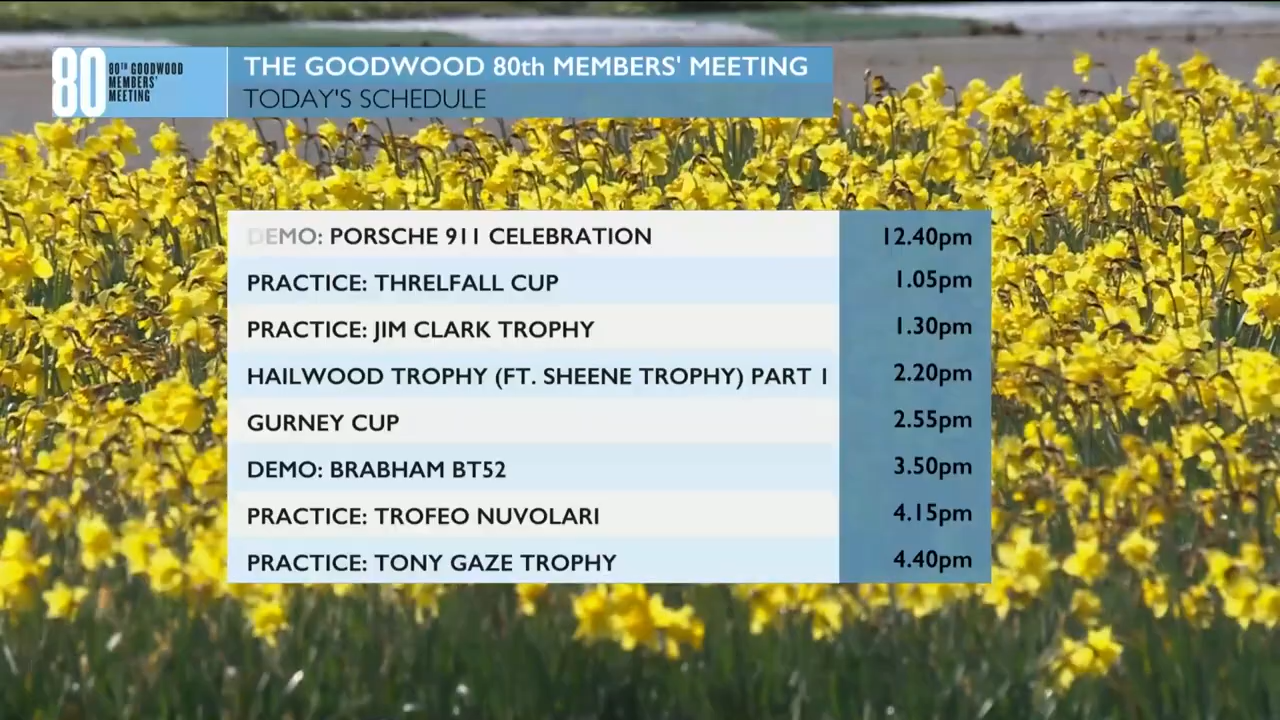 80
80TH GOODWOOD
MEMBERS'
MEETING
THE GOODWOOD 80th MEMBERS' MEETING
TODAY'S SCHEDULE
DEMO: PORSCHE 911 CELEBRATION 12.40pm
PRACTICE: THRELFALL CUP 1.05pm
PRACTICE: JIM CLARK TROPHY 1.30pm
HAILWOOD TROPHY (FT. SHEENE TROPHY) PART 1 2.20pm
GURNEY CUP 2.55pm
DEMO: BRABHAM BT52 3.50pm
PRACTICE: TROFEO NUVOLARI 4.15pm
PRACTICE: TONY GAZE TROPHY 4.40pm